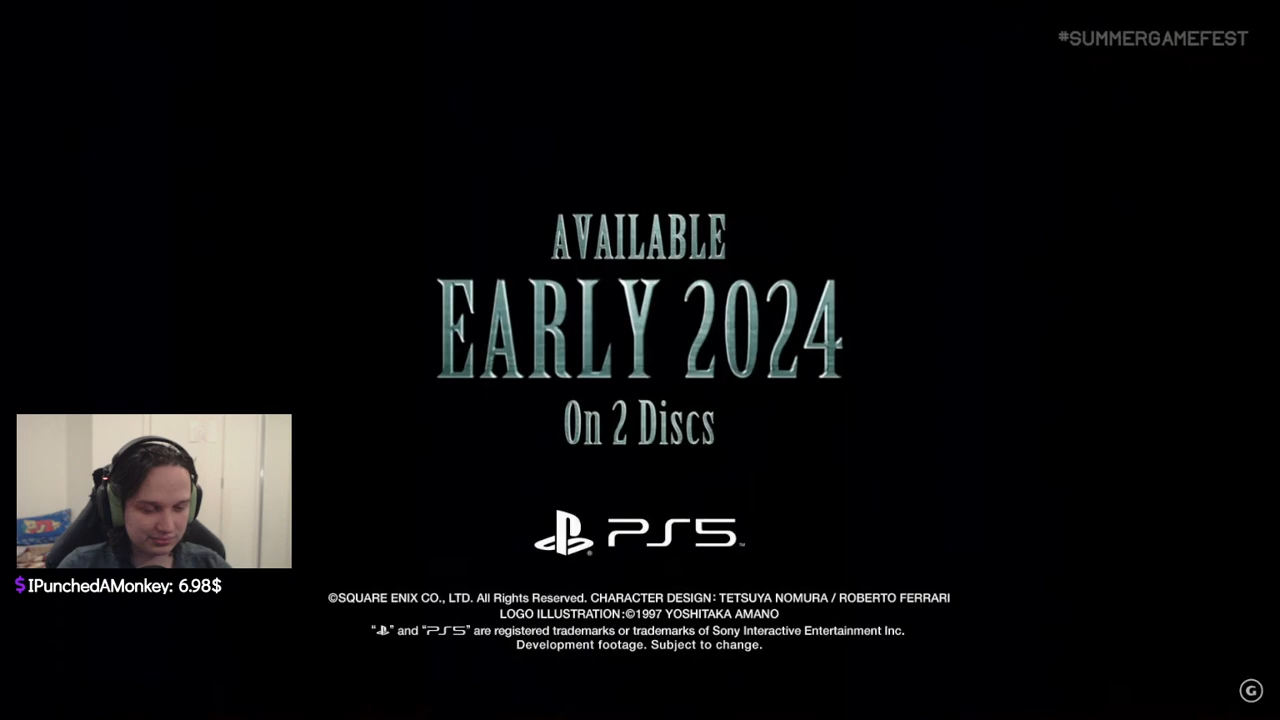 #SUMMERGAMEFEST
AVAILABLE
EARLY 2024
On 2 Discs
PS5™
$IPunchedAMonkey: 6.98$
©SQUARE ENIX CO., LTD. All Rights Reserved. CHARACTER DESIGN: TETSUYA NOMURA / ROBERTO FERRARI
LOGO ILLUSTRATION:©1997 YOSHITAKA AMANO
“ ” and “PS5” are registered trademarks or trademarks of Sony Interactive Entertainment Inc.
Development footage. Subject to change.
G